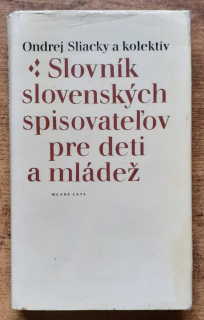 Ondrej Sliacky a kolektív
Slovník
slovenských
spisovateľov
pre deti
a mládež
MLADÉ LETÁ